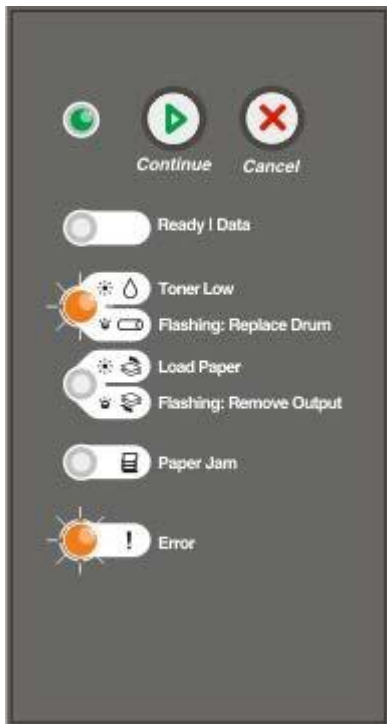 Continue
Cancel
Ready | Data
Toner Low
Flashing: Replace Drum
Load Paper
Flashing: Remove Output
Paper Jam
! Error